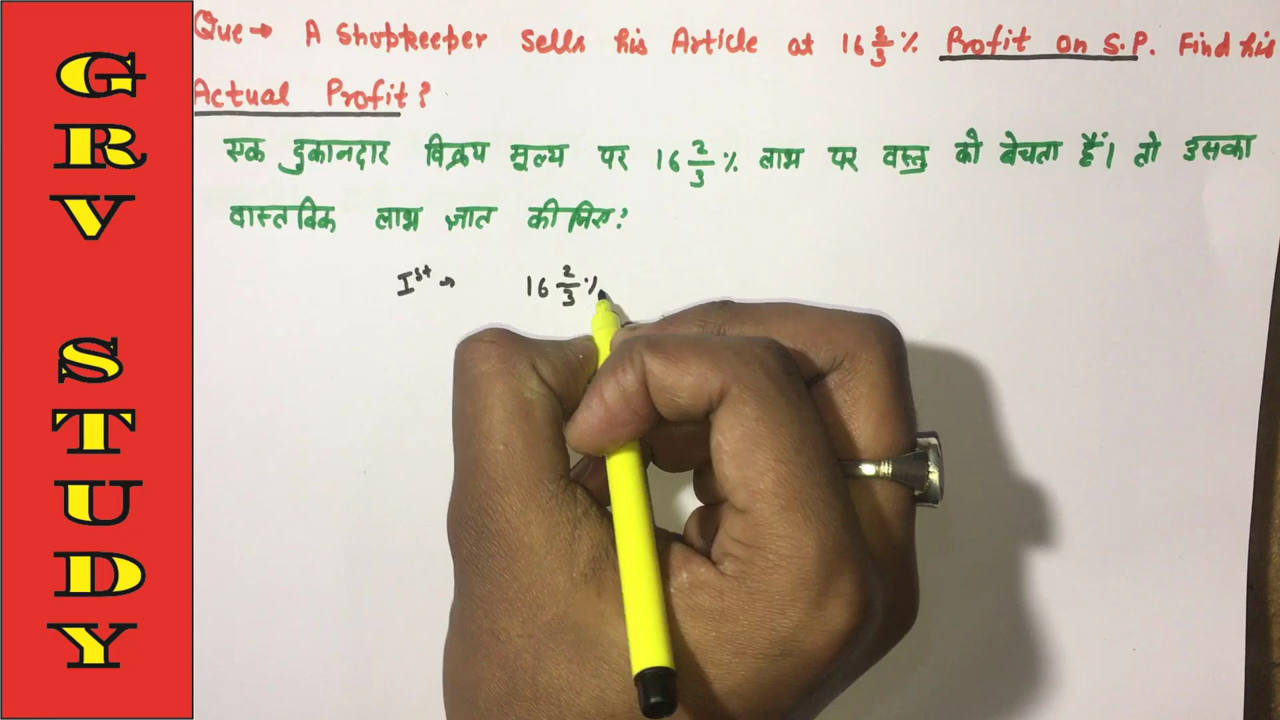 GRV STUDY
Que→ A Shopkeeper Sells his Article at 16 2/3 % Profit on S.P. Find his
Actual Profit?
एक दुकानदार विक्रय मूल्य पर 16 2/3 % लाभ पर वस्तु को बेचता हैं। तो इसका
वास्तविक लाभ ज्ञात कीजिए?
Ist → 16 2/3 %